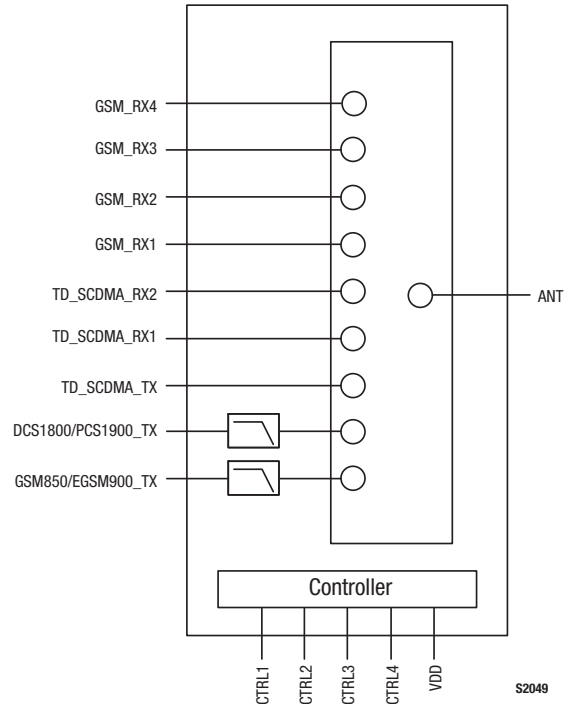 GSM_RX4
GSM_RX3
GSM_RX2
GSM_RX1
TD_SCDMA_RX2
ANT
TD_SCDMA_RX1
TD_SCDMA_TX
DCS1800/PCS1900_TX
GSM850/EGSM900_TX
Controller
CTRL1
CTRL2
CTRL3
CTRL4
VDD
S2049